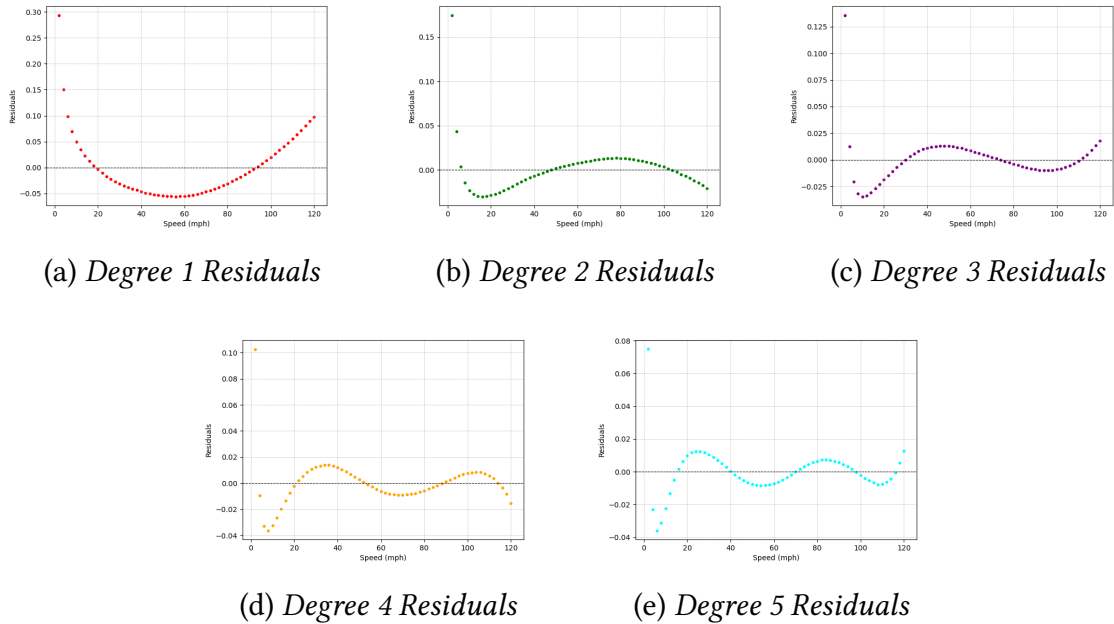 0.30
0.25
0.20
0.15
0.10
0.05
0.00
−0.05
Residuals
0 20 40 60 80 100 120
Speed (mph)
(a) Degree 1 Residuals
0.15
0.10
0.05
0.00
Residuals
0 20 40 60 80 100 120
Speed (mph)
(b) Degree 2 Residuals
0.125
0.100
0.075
0.050
0.025
0.000
−0.025
Residuals
0 20 40 60 80 100 120
Speed (mph)
(c) Degree 3 Residuals
0.10
0.08
0.06
0.04
0.02
0.00
−0.02
−0.04
Residuals
0 20 40 60 80 100 120
Speed (mph)
(d) Degree 4 Residuals
0.08
0.06
0.04
0.02
0.00
−0.02
−0.04
Residuals
0 20 40 60 80 100 120
Speed (mph)
(e) Degree 5 Residuals